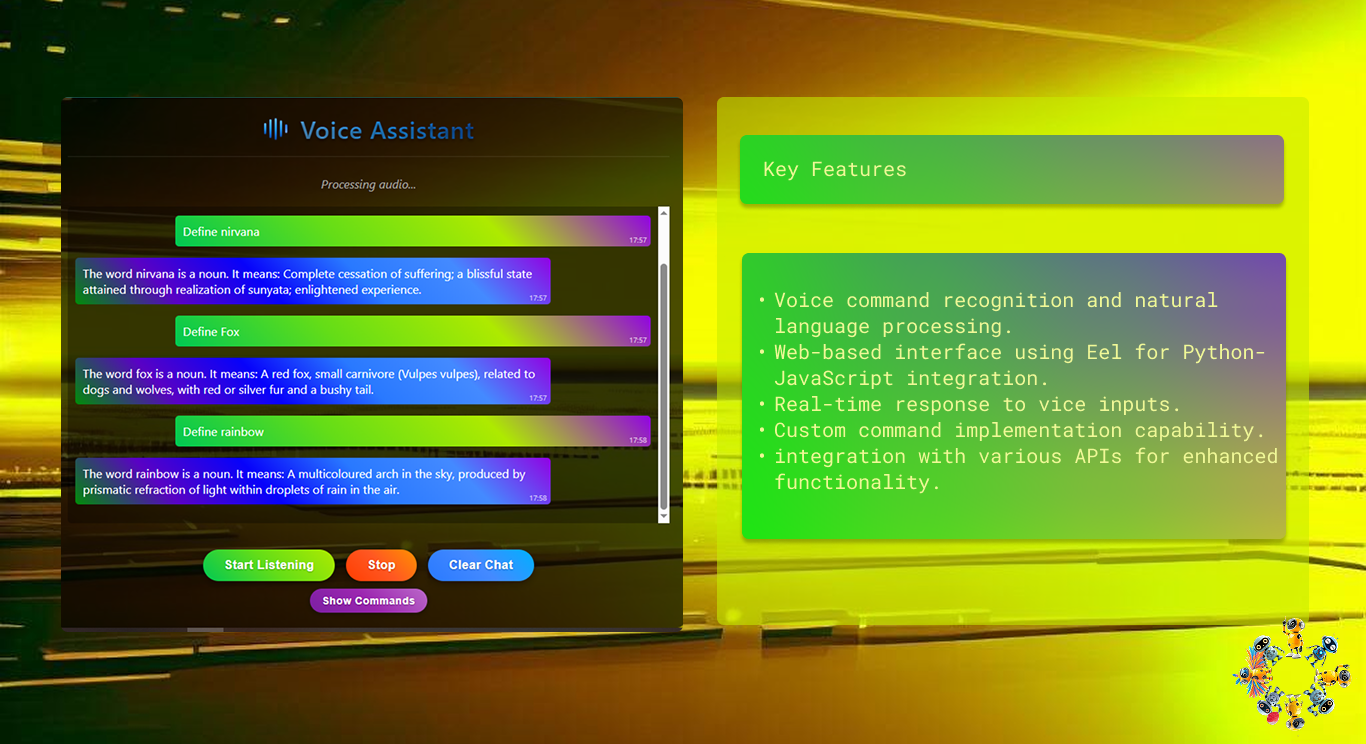 Voice Assistant
Processing audio...
Define nirvana
17:57
The word nirvana is a noun. It means: Complete cessation of suffering; a blissful state
attained through realization of sunyata; enlightened experience.
17:57
Define Fox
17:57
The word fox is a noun. It means: A red fox, small carnivore (Vulpes vulpes), related to
dogs and wolves, with red or silver fur and a bushy tail.
17:57
Define rainbow
17:58
The word rainbow is a noun. It means: A multicoloured arch in the sky, produced by
prismatic refraction of light within droplets of rain in the air.
17:58
Start Listening
Stop
Clear Chat
Show Commands
Key Features
• Voice command recognition and natural
language processing.
• Web-based interface using Eel for Python-
JavaScript integration.
• Real-time response to vice inputs.
• Custom command implementation capability.
• integration with various APIs for enhanced
functionality.